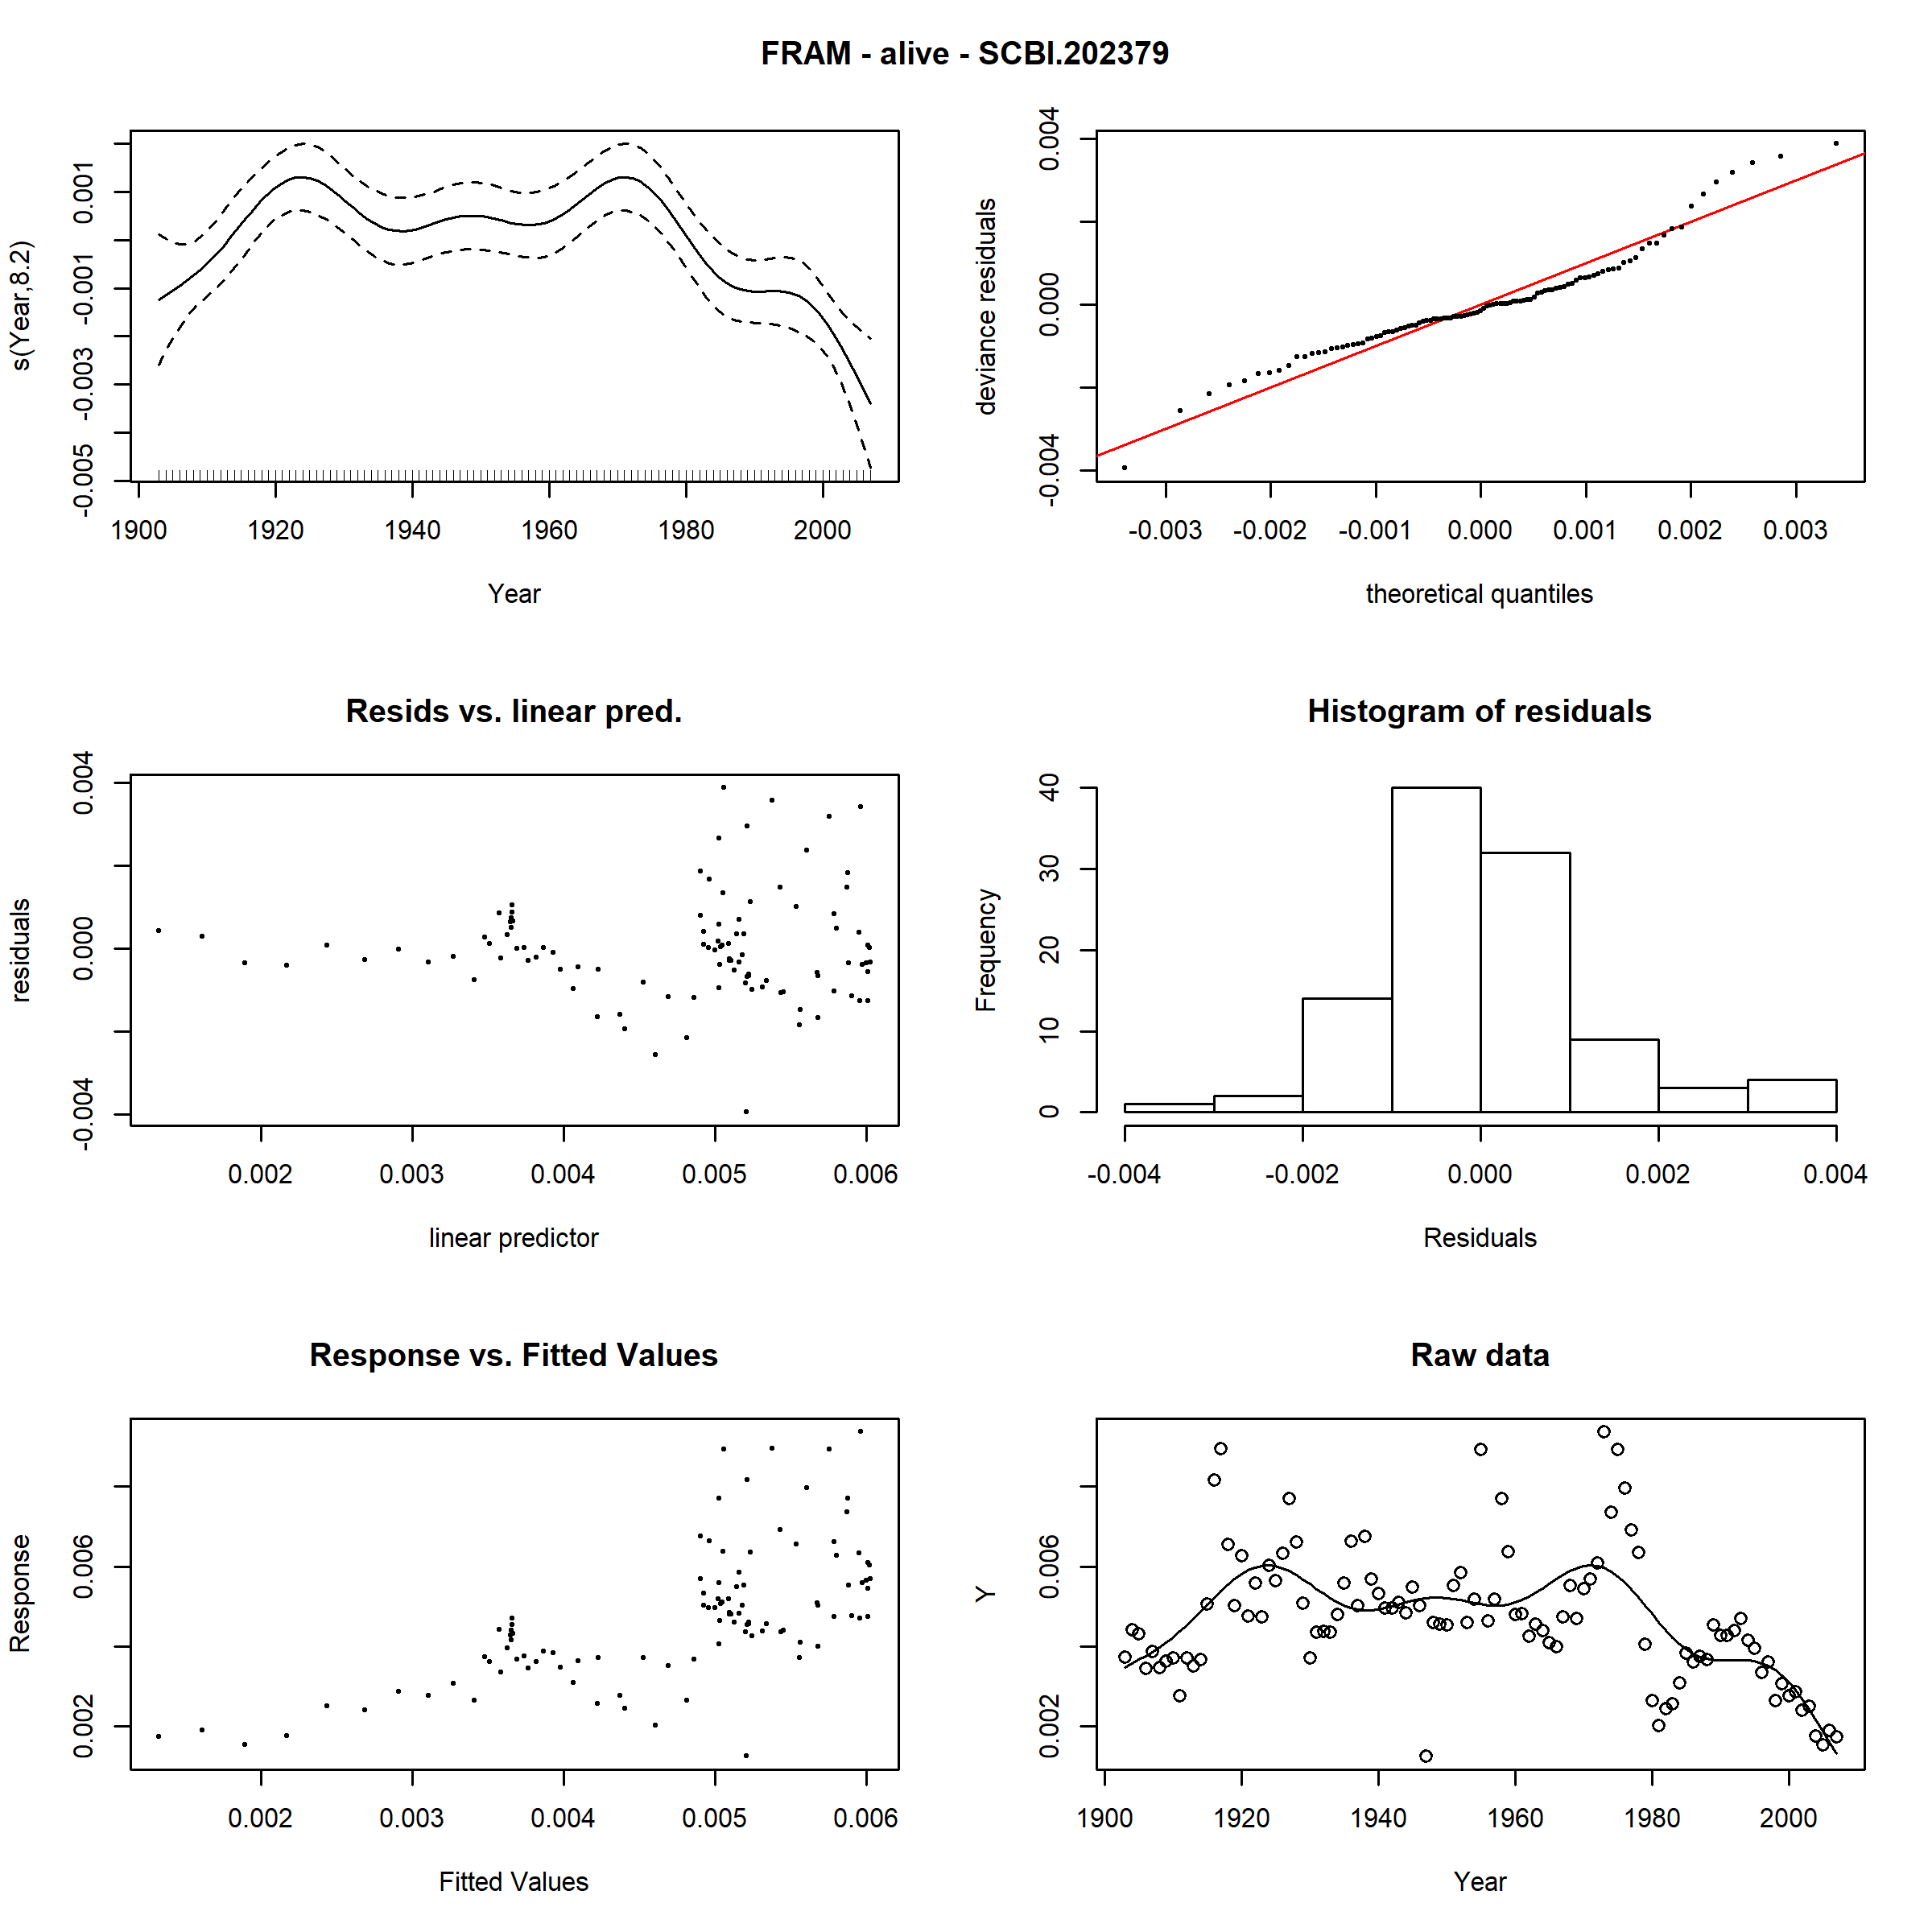 FRAM - alive - SCBI.202379
s(Year,8.2)
0.001
-0.001
-0.003
-0.005
1900 1920 1940 1960 1980 2000
Year
deviance residuals
0.004
0.000
-0.004
-0.003 -0.002 -0.001 0.000 0.001 0.002 0.003
theoretical quantiles
Resids vs. linear pred.
residuals
0.004
0.000
-0.004
0.002 0.003 0.004 0.005 0.006
linear predictor
Histogram of residuals
Frequency
40
30
20
10
0
-0.004 -0.002 0.000 0.002 0.004
Residuals
Response vs. Fitted Values
Response
0.006
0.002
0.002 0.003 0.004 0.005 0.006
Fitted Values
Raw data
Y
0.006
0.002
1900 1920 1940 1960 1980 2000
Year